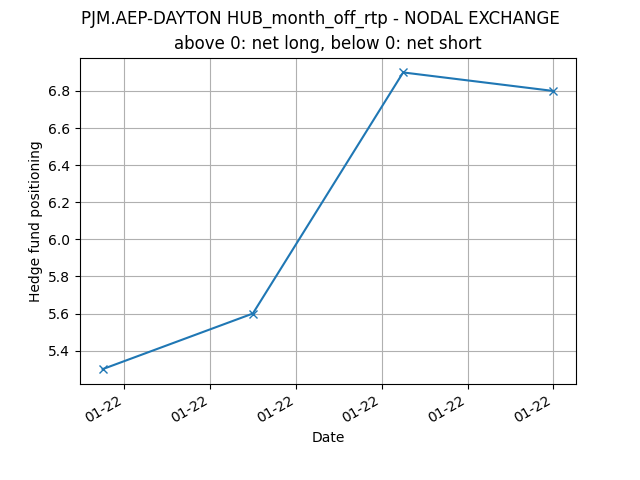 PJM.AEP-DAYTON HUB_month_off_rtp - NODAL EXCHANGE
above 0: net long, below 0: net short
Hedge fund positioning
6.8
6.6
6.4
6.2
6.0
5.8
5.6
5.4
01-22 01-22 01-22 01-22 01-22 01-22
Date